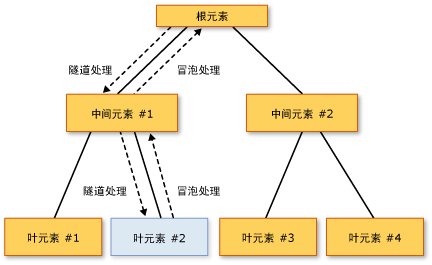 根元素
隧道处理
冒泡处理
中间元素 #1
中间元素 #2
隧道处理
冒泡处理
叶元素 #1
叶元素 #2
叶元素 #3
叶元素 #4